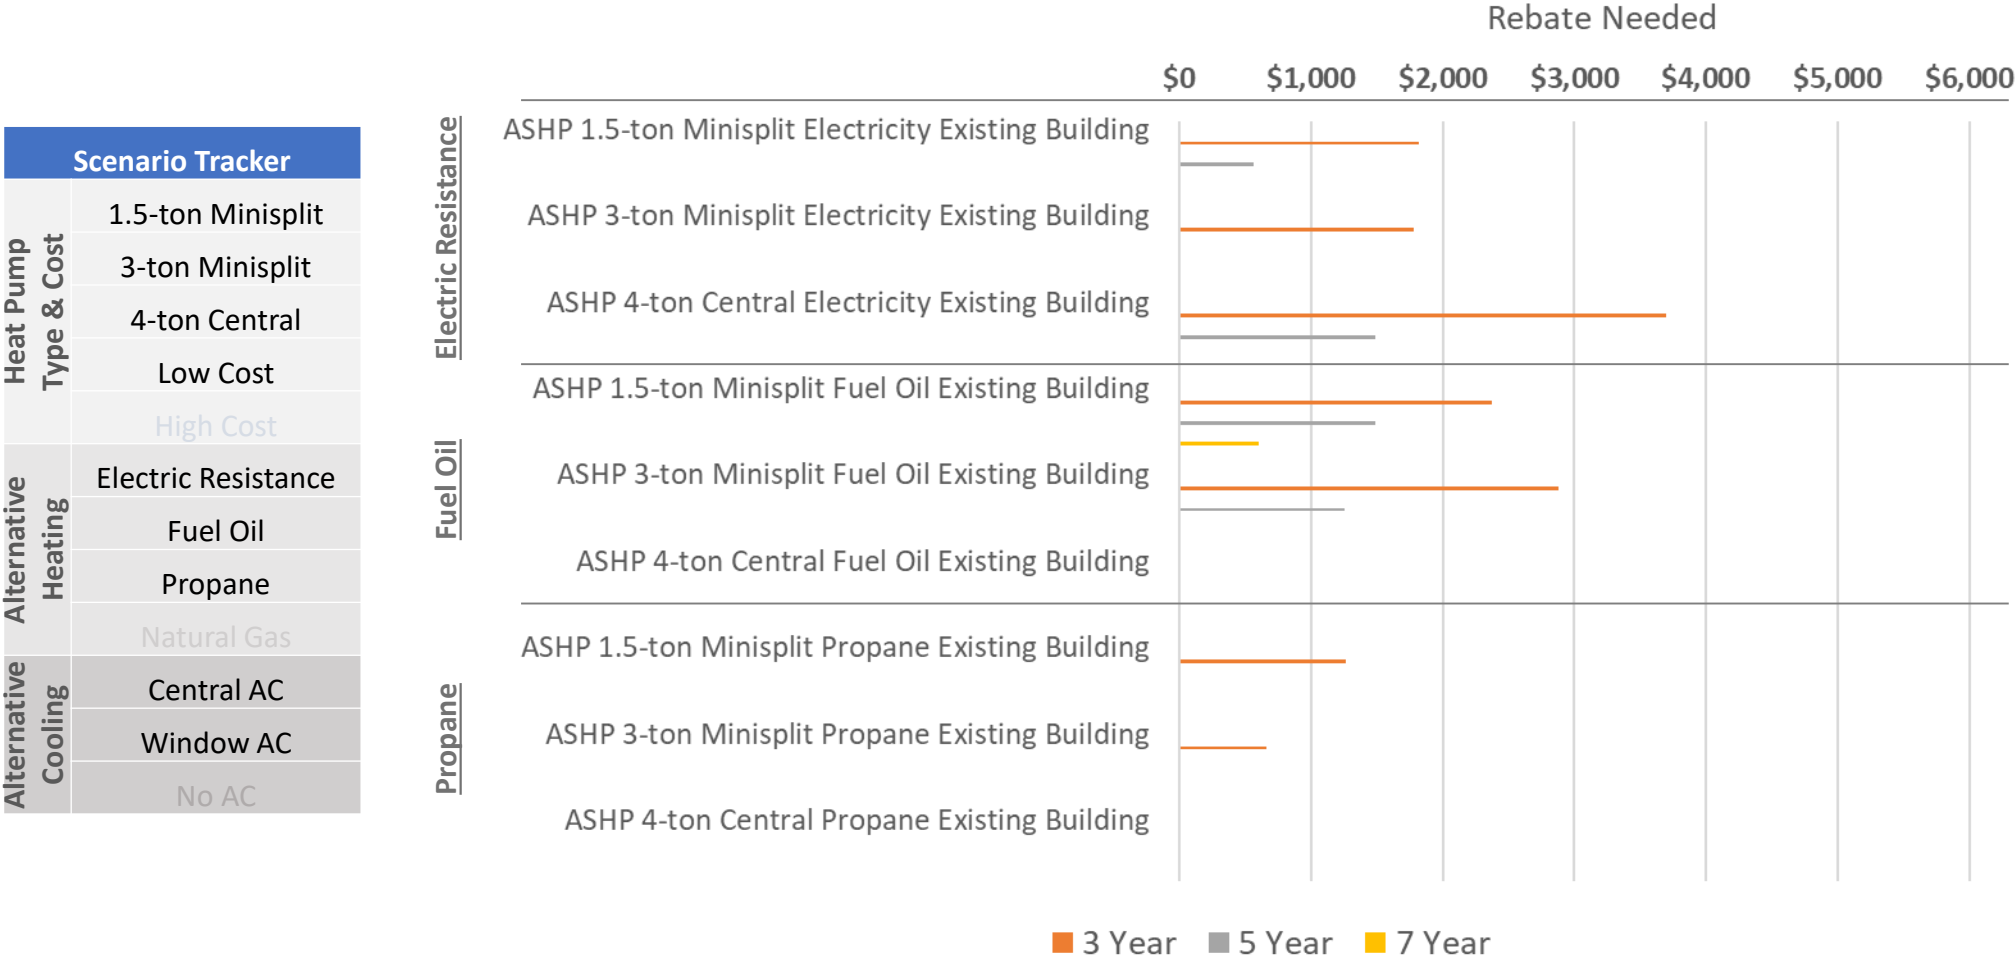 Scenario Tracker
Heat Pump
Type & Cost
1.5-ton Minisplit
3-ton Minisplit
4-ton Central
Low Cost
High Cost
Alternative
Heating
Electric Resistance
Fuel Oil
Propane
Natural Gas
Alternative
Cooling
Central AC
Window AC
No AC
Rebate Needed
$0 $1,000 $2,000 $3,000 $4,000 $5,000 $6,000
Electric Resistance
ASHP 1.5-ton Minisplit Electricity Existing Building
ASHP 3-ton Minisplit Electricity Existing Building
ASHP 4-ton Central Electricity Existing Building
Fuel Oil
ASHP 1.5-ton Minisplit Fuel Oil Existing Building
ASHP 3-ton Minisplit Fuel Oil Existing Building
ASHP 4-ton Central Fuel Oil Existing Building
Propane
ASHP 1.5-ton Minisplit Propane Existing Building
ASHP 3-ton Minisplit Propane Existing Building
ASHP 4-ton Central Propane Existing Building
3 Year 5 Year 7 Year